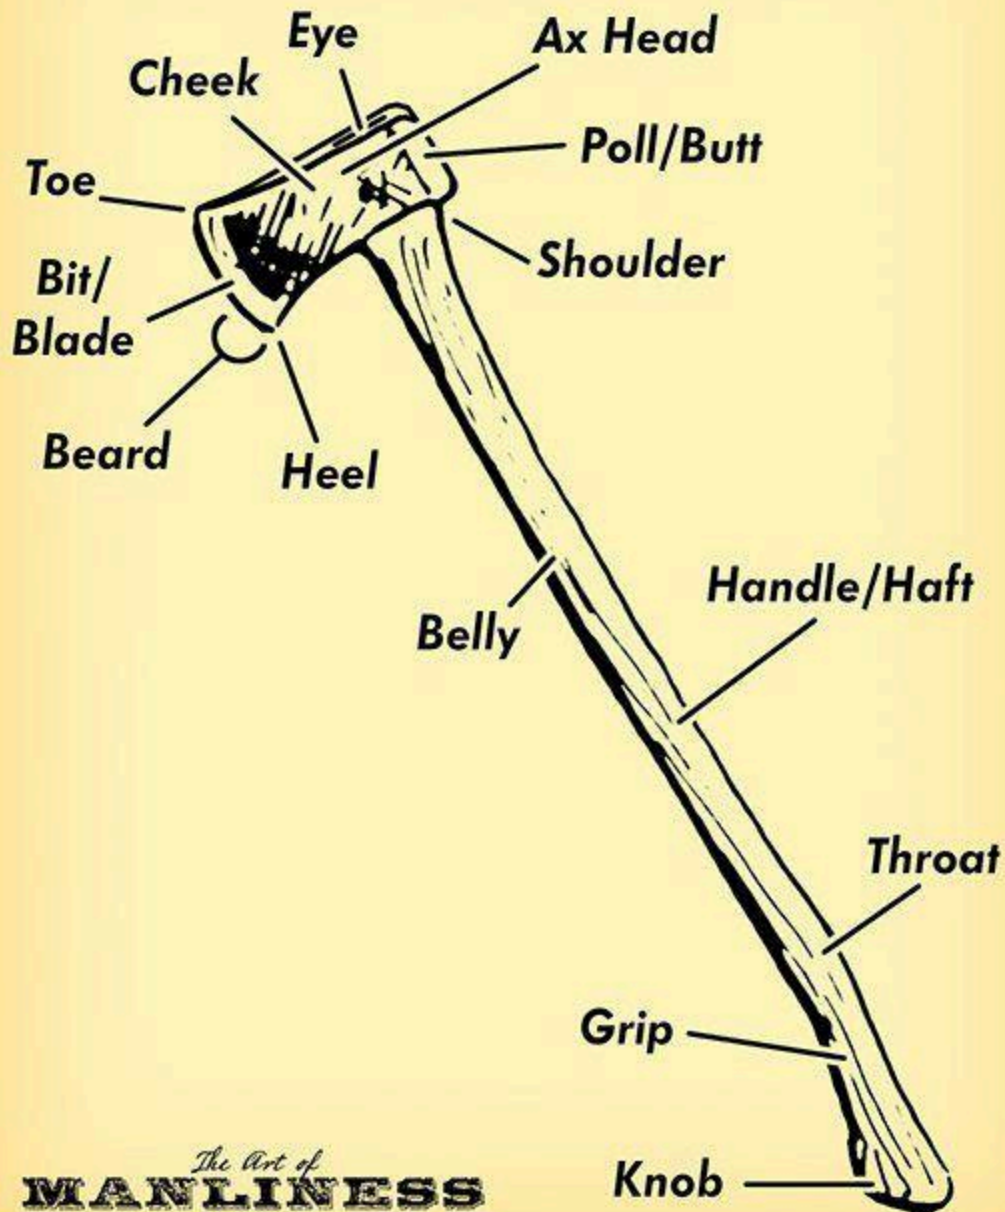 Eye
Ax Head
Cheek
Poll/Butt
Toe
Shoulder
Bit/
Blade
Beard
Heel
Handle/Haft
Belly
Throat
Grip
The Art of
MANLINESS
Knob